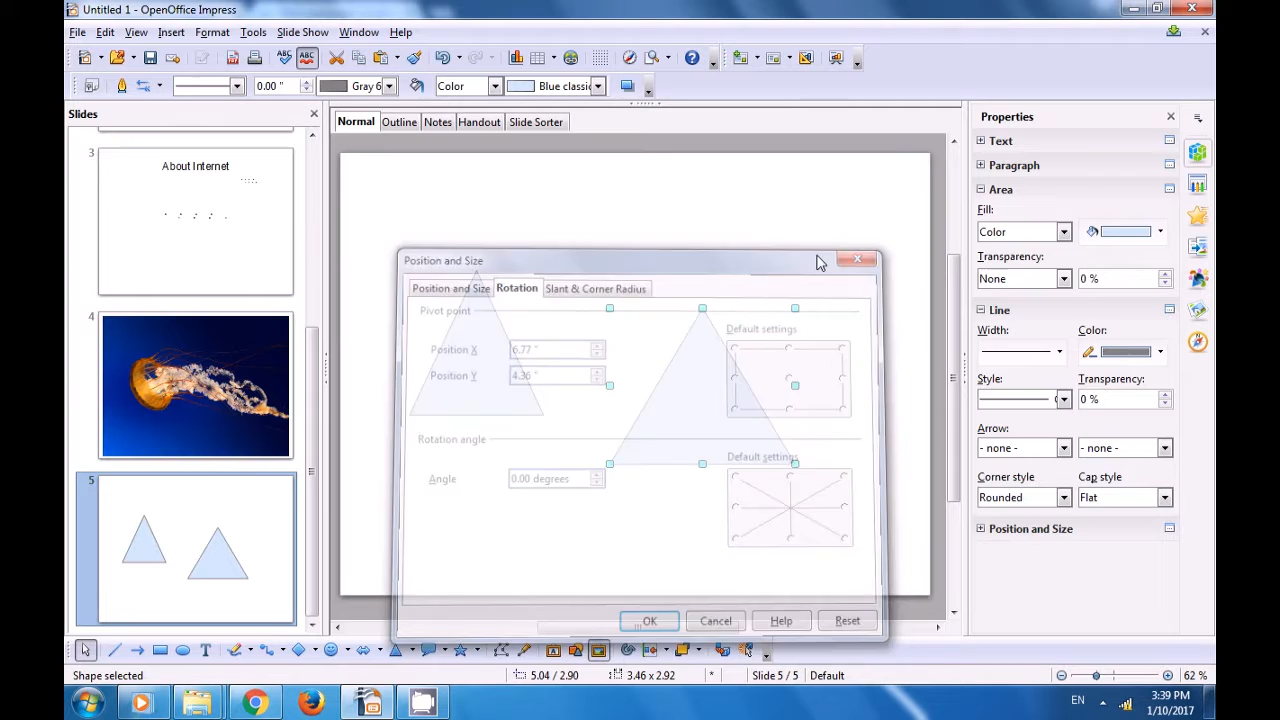 Untitled 1 - OpenOffice Impress
File Edit View Insert Format Tools Slide Show Window Help
0.00 " Gray 6 Color Blue classic
Slides
Normal Outline Notes Handout Slide Sorter
3
About Internet
4
5
Position and Size
Position and Size Rotation Slant & Corner Radius
Pivot point
Position X 6.77 "
Position Y 4.36 "
Default settings
Rotation angle
Default settings
Angle 0.00 degrees
OK Cancel Help Reset
Properties
Text
Paragraph
Area
Fill:
Color
Transparency:
None 0 %
Line
Width: Color:
Style: Transparency:
0 %
Arrow:
- none - - none -
Corner style Cap style
Rounded Flat
Position and Size
Shape selected 5.04 / 2.90 3.46 x 2.92 * Slide 5 / 5 Default 62 %
EN 3:39 PM
1/10/2017